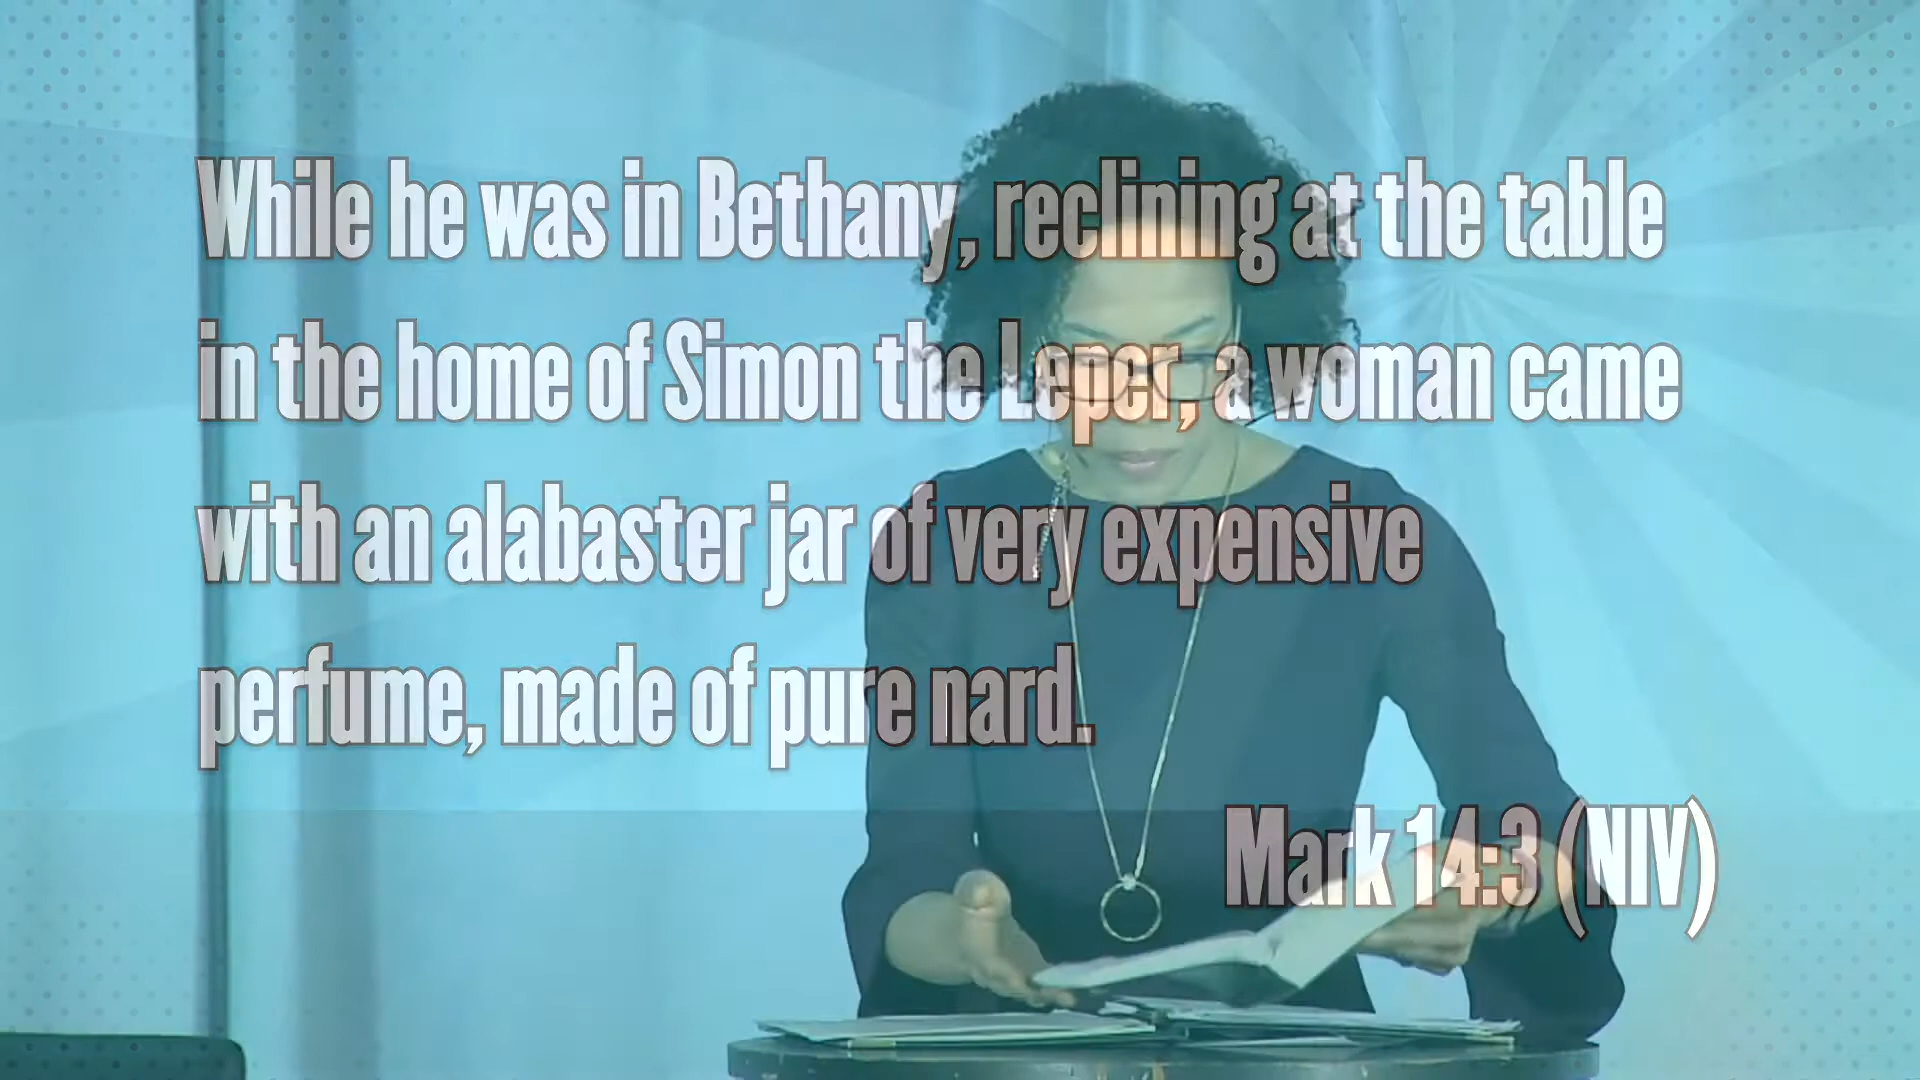 While he was in Bethany, reclining at the table
in the home of Simon the Leper, a woman came
with an alabaster jar of very expensive
perfume, made of pure nard.
Mark 14:3 (NIV)